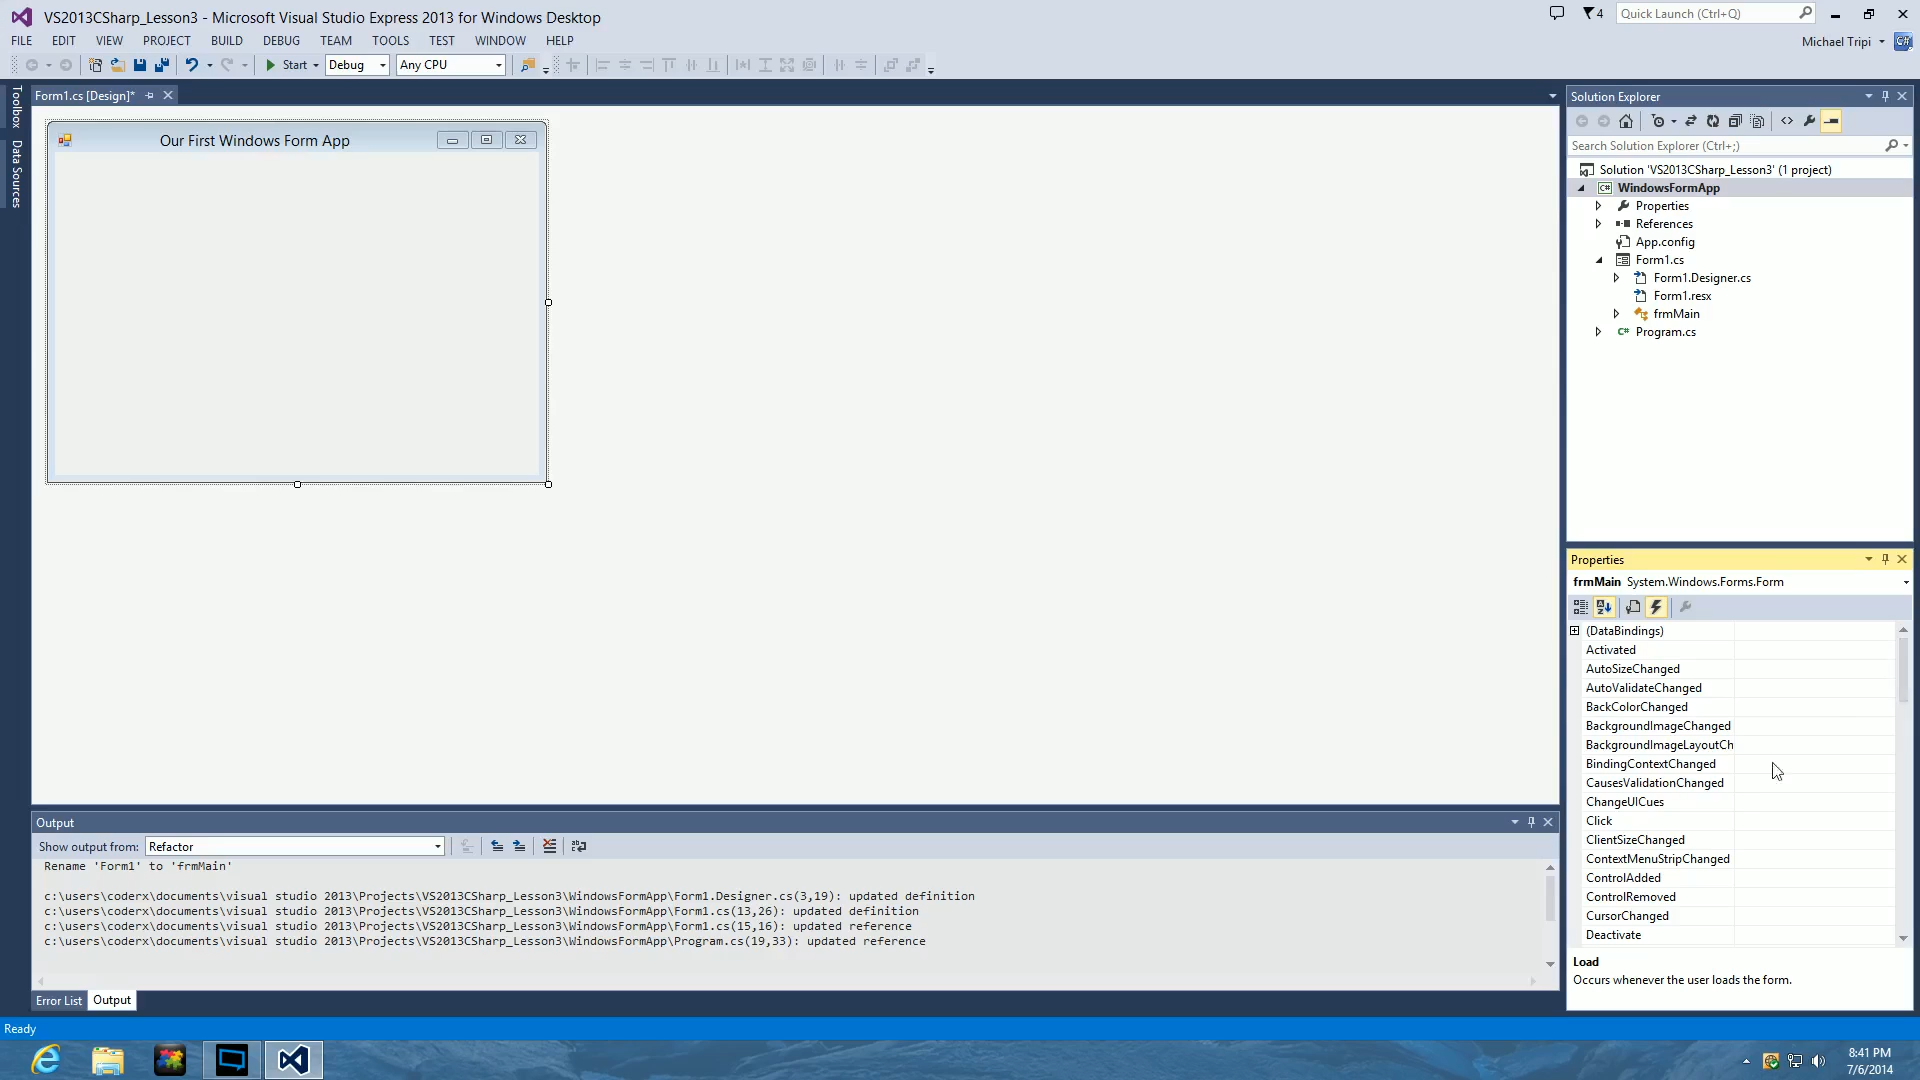 VS2013CSharp_Lesson3 - Microsoft Visual Studio Express 2013 for Windows Desktop
4
Quick Launch (Ctrl+Q)
FILE EDIT VIEW PROJECT BUILD DEBUG TEAM TOOLS TEST WINDOW HELP
Michael Tripi
C#
Start Debug Any CPU
Toolbox
Data Sources
Form1.cs [Design]*
Our First Windows Form App
Solution Explorer
Search Solution Explorer (Ctrl+;)
Solution 'VS2013CSharp_Lesson3' (1 project)
C# WindowsFormApp
Properties
References
App.config
Form1.cs
Form1.Designer.cs
Form1.resx
frmMain
C# Program.cs
Properties
frmMain System.Windows.Forms.Form
(DataBindings)
Activated
AutoSizeChanged
AutoValidateChanged
BackColorChanged
BackgroundImageChanged
BackgroundImageLayoutCh
BindingContextChanged
CausesValidationChanged
ChangeUICues
Click
ClientSizeChanged
ContextMenuStripChanged
ControlAdded
ControlRemoved
CursorChanged
Deactivate
Load
Occurs whenever the user loads the form.
Output
Show output from: Refactor
Rename 'Form1' to 'frmMain'
c:\users\coderx\documents\visual studio 2013\Projects\VS2013CSharp_Lesson3\WindowsFormApp\Form1.Designer.cs(3,19): updated definition
c:\users\coderx\documents\visual studio 2013\Projects\VS2013CSharp_Lesson3\WindowsFormApp\Form1.cs(13,26): updated definition
c:\users\coderx\documents\visual studio 2013\Projects\VS2013CSharp_Lesson3\WindowsFormApp\Form1.cs(15,16): updated reference
c:\users\coderx\documents\visual studio 2013\Projects\VS2013CSharp_Lesson3\WindowsFormApp\Program.cs(19,33): updated reference
Error List Output
Ready
8:41 PM
7/6/2014